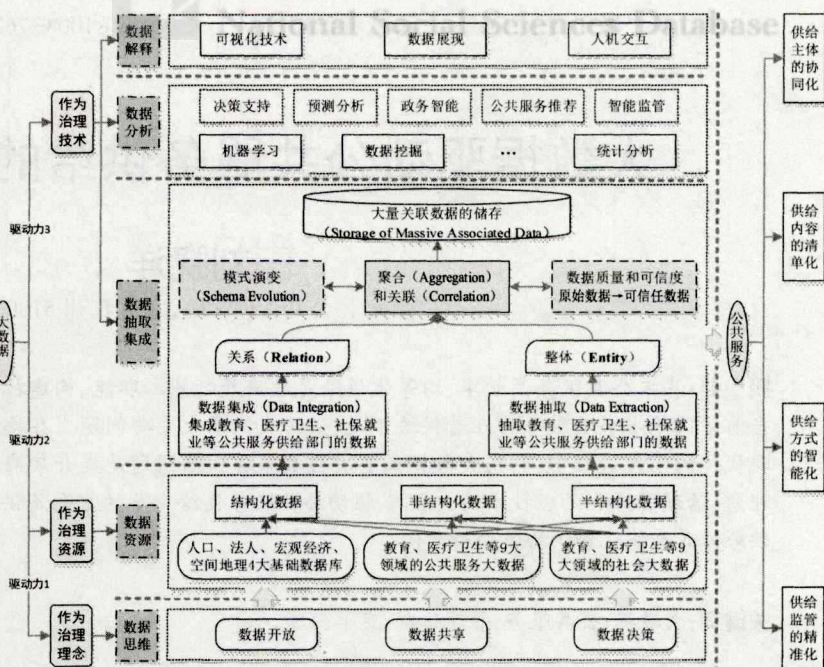 National Social Sciences Database
数据
解释
可视化技术
数据展现
人机交互
供给
主体
的协
同化
作为
治理
技术
数据
分析
决策支持
预测分析
政务智能
公共服务推荐
智能监管
机器学习
数据挖掘
统计分析
驱动力3
大量关联数据的储存
(Storage of Massive Associated Data)
供给
内容
的清
单化
数据
抽取
集成
模式演变
(Schema Evolution)
聚合（Aggregation）
和关联（Correlation）
数据质量和可信度
原始数据→可信任数据
大
数
据
公
共
服
务
关系（Relation）
整体（Entity）
数据集成（Data Integration）
集成教育、医疗卫生、社保就
业等公共服务供给部门的数据
数据抽取（Data Extraction）
抽取教育、医疗卫生、社保就
业等公共服务供给部门的数据
供给
方式
的智
能化
驱动力2
作为
治理
资源
数据
资源
结构化数据
非结构化数据
半结构化数据
人口、法人、宏观经济、
空间地理4大基础数据库
教育、医疗卫生等9大
领域的公共服务大数据
教育、医疗卫生等9
大领域的社会大数据
驱动力1
作为
治理
理念
数据
思维
数据开放
数据共享
数据决策
供给
监管
的精
准化